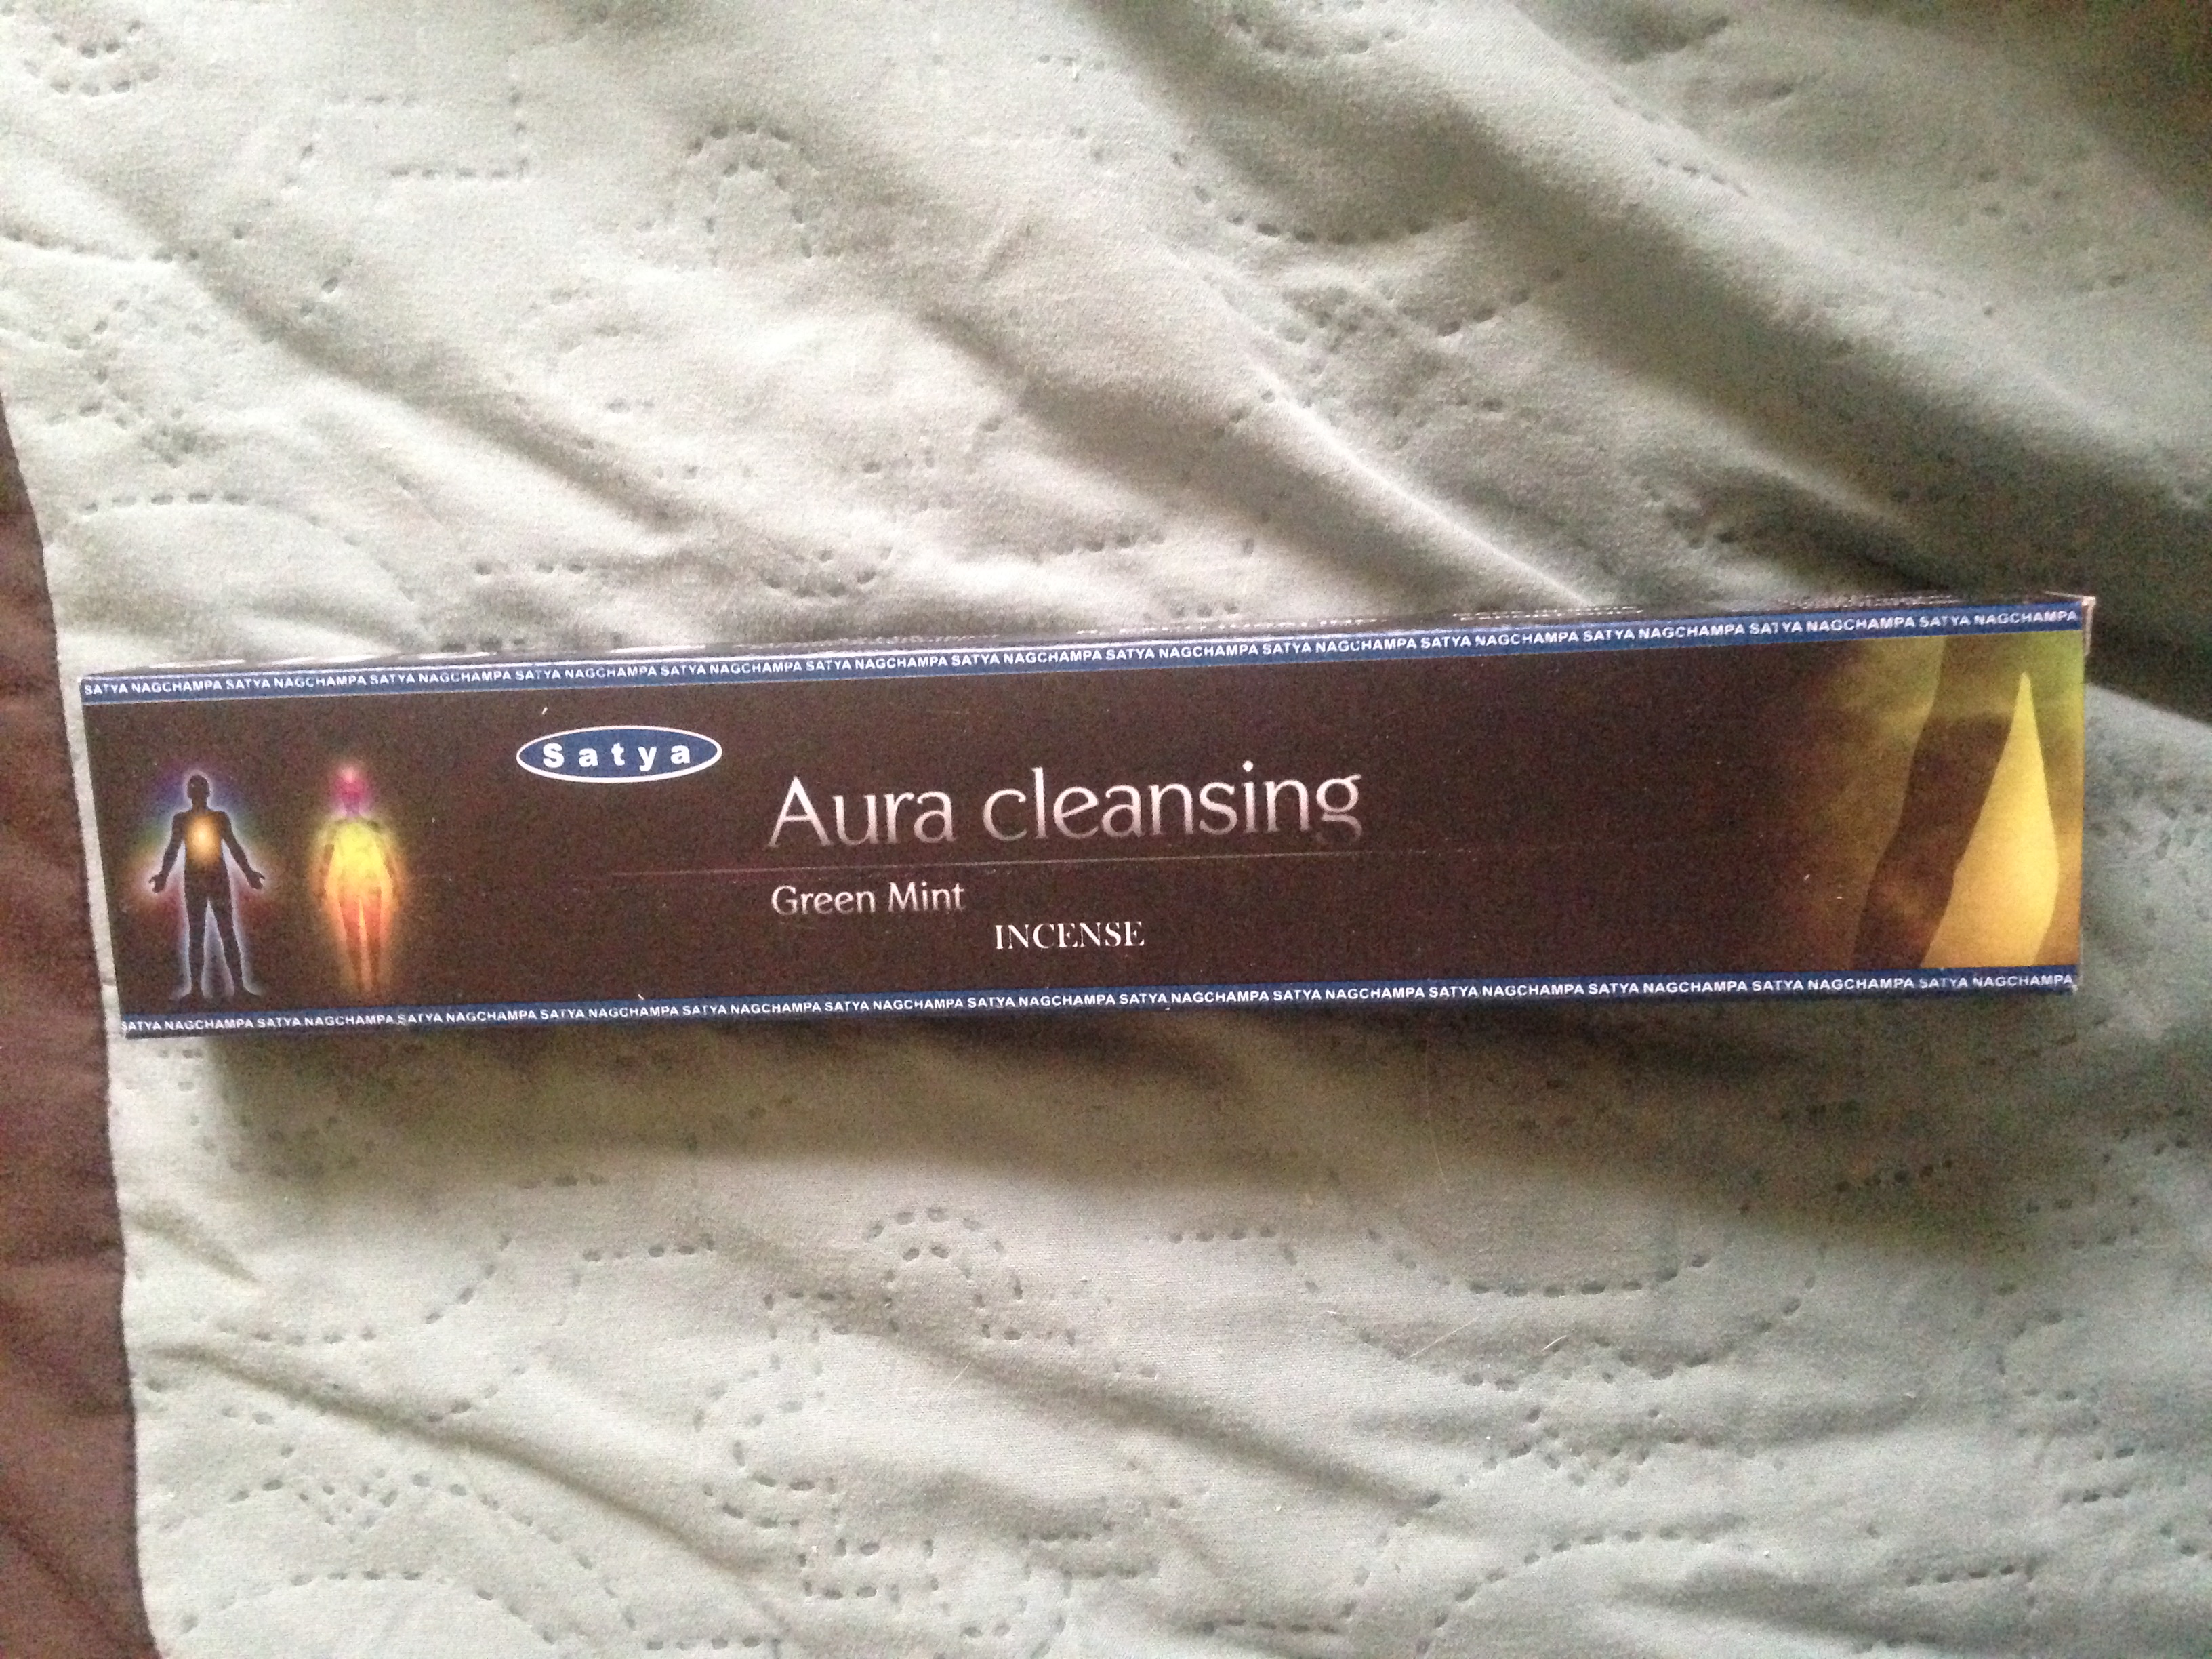 SATYA NAGCHAMPA SATYA NAGCHAMPA SATYA NAGCHAMPA SATYA NAGCHAMPA SATYA NAGCHAMPA SATYA NAGCHAMPA SATYA NAGCHAMPA SATYA NAGCHAMPA SATYA NAGCHAMPA SATYA NAGCHAMPA SATYA NAGCHAMPA SATYA NAGCHAMPA SATYA NAGCHAMPA
Satya
Aura cleansing
Green Mint
INCENSE
SATYA NAGCHAMPA SATYA NAGCHAMPA SATYA NAGCHAMPA SATYA NAGCHAMPA SATYA NAGCHAMPA SATYA NAGCHAMPA SATYA NAGCHAMPA SATYA NAGCHAMPA SATYA NAGCHAMPA SATYA NAGCHAMPA SATYA NAGCHAMPA SATYA NAGCHAMPA SATYA NAGCHAMPA